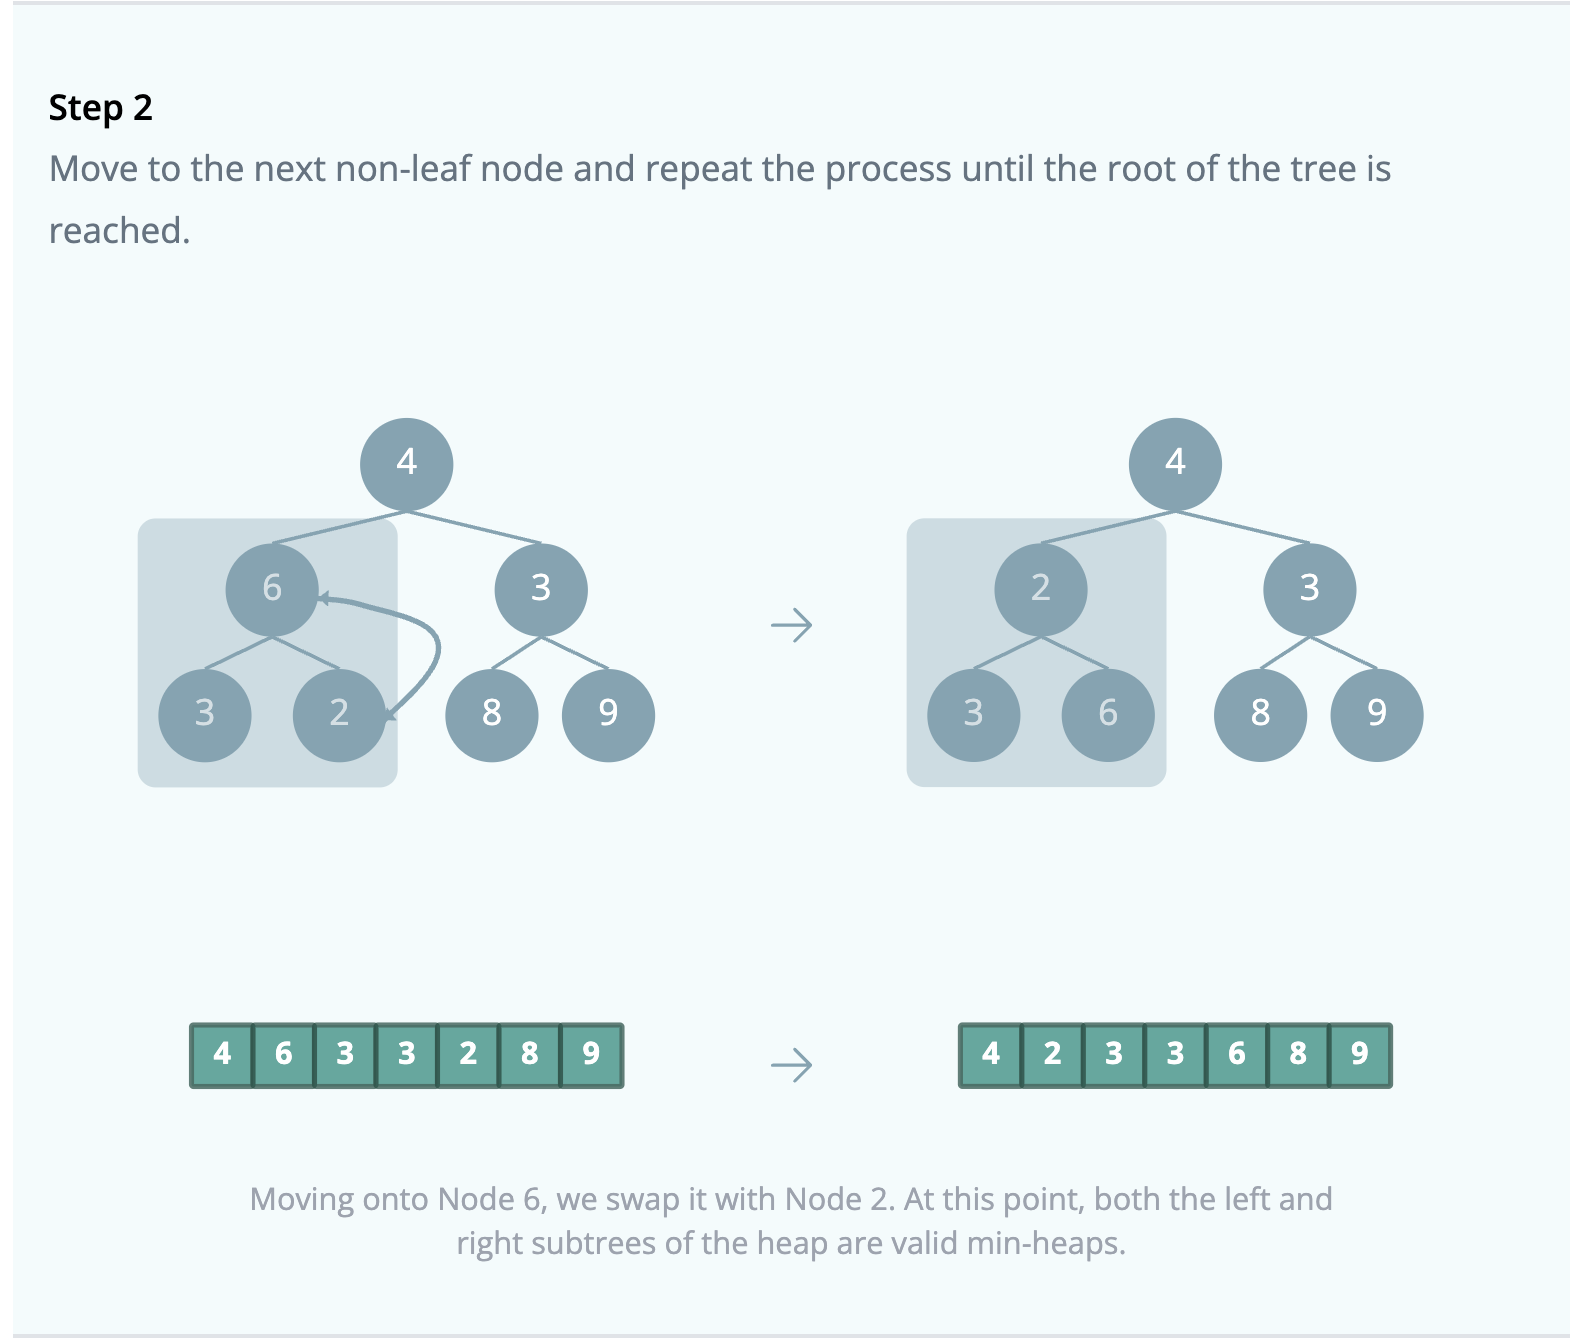 Step 2
Move to the next non-leaf node and repeat the process until the root of the tree is
reached.
4 4
6 3 2 3
3 2 8 9 3 6 8 9
4 6 3 3 2 8 9 4 2 3 3 6 8 9
Moving onto Node 6, we swap it with Node 2. At this point, both the left and
right subtrees of the heap are valid min-heaps.